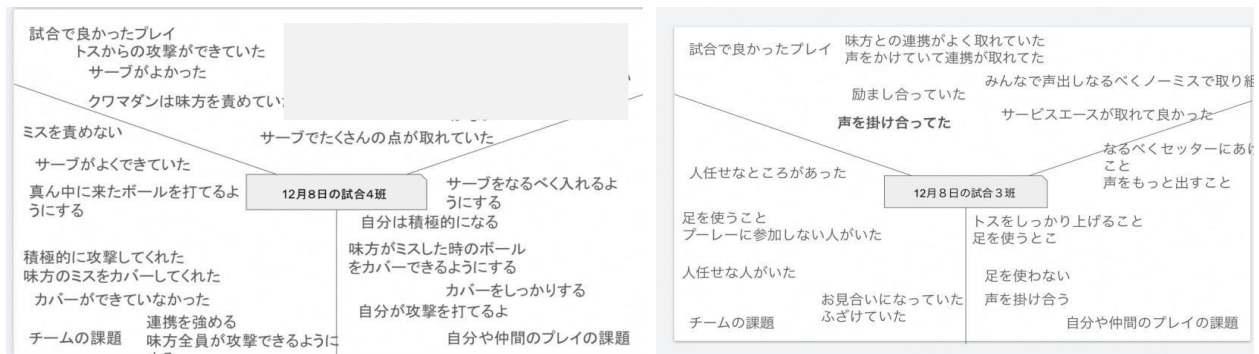 試合で良かったプレイ
トスからの攻撃ができていた
サーブがよかった
クワマダンは味方を責めてい
ミスを責めない
サーブでたくさんの点が取れていた
サーブがよくできていた
真ん中に来たボールを打てるよ
うにする
12月8日の試合4班
サーブをなるべく入れるよ
うにする
自分は積極的になる
味方がミスした時のボール
をカバーできるようにする
積極的に攻撃してくれた
味方のミスをカバーしてくれた
カバーができていなかった
カバーをしっかりする
自分が攻撃を打てるよ
連携を強める
チームの課題
味方全員が攻撃できるように
自分や仲間のプレイの課題
試合で良かったプレイ
味方との連携がよく取れていた
声をかけていて連携が取れてた
みんなで声出しなるべくノーミスで取り組
励まし合っていた
声を掛け合ってた
サービスエースが取れて良かった
なるべくセッターにあげ
こと
声をもっと出すこと
人任せなところがあった
12月8日の試合3班
足を使うこと
プーレーに参加しない人がいた
トスをしっかり上げること
足を使うとこ
人任せな人がいた
足を使わない
お見合いになっていた
ふざけていた
声を掛け合う
チームの課題
自分や仲間のプレイの課題